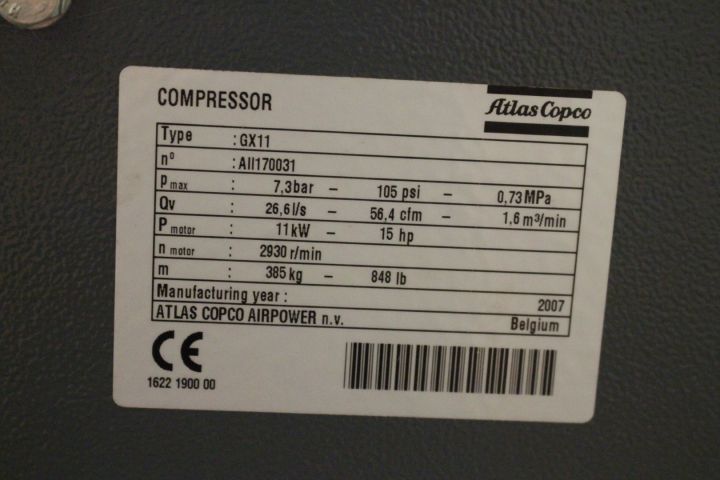 COMPRESSOR
Atlas Copco
Type : GX11
n° : AII170031
p max : 7,3bar – 105 psi – 0,73MPa
Qv : 26,6l/s – 56,4 cfm – 1,6 m³/min
P motor : 11kW – 15 hp
n motor : 2930 r/min
m : 385kg – 848 lb
Manufacturing year : 2007
ATLAS COPCO AIRPOWER n.v. Belgium
CE
1622 1900 00